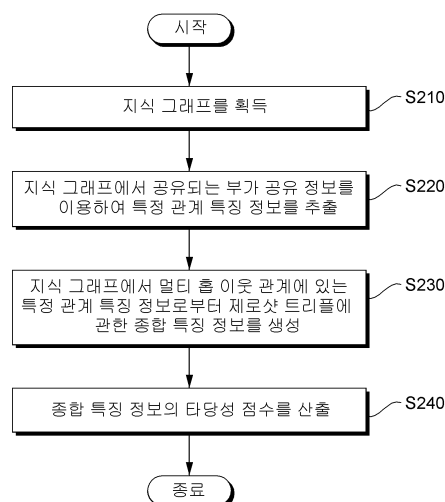 시작
지식 그래프를 획득
S210
지식 그래프에서 공유되는 부가 공유 정보를
이용하여 특정 관계 특징 정보를 추출
S220
지식 그래프에서 멀티 홉 이웃 관계에 있는
특정 관계 특징 정보로부터 제로샷 트리플에
관한 종합 특징 정보를 생성
S230
종합 특징 정보의 타당성 점수를 산출
S240
종료